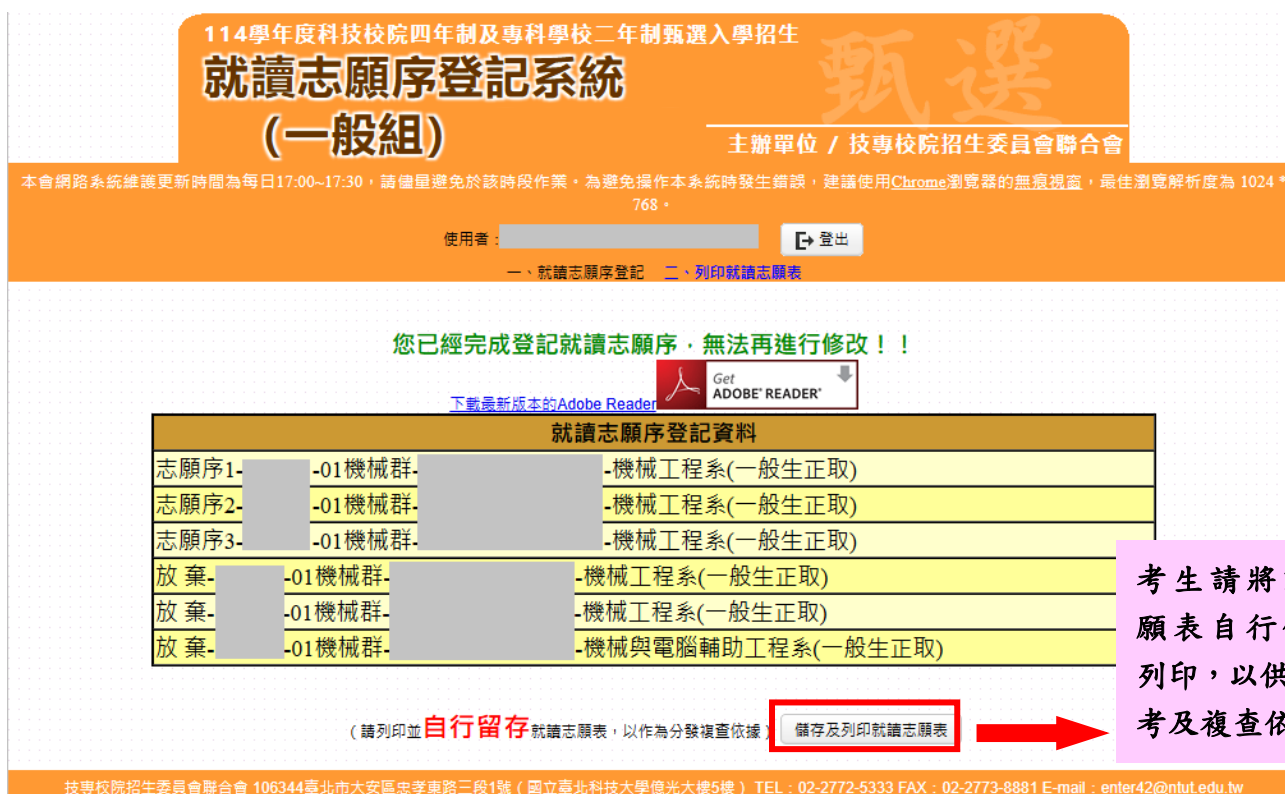 114學年度科技校院四年制及專科學校二年制甄選入學招生
甄選
就讀志願序登記系統
(一般組)
主辦單位 / 技專校院招生委員會聯合會
本會網路系統維護更新時間為每日17:00~17:30，請儘量避免於該時段作業。為避免操作本系統時發生錯誤，建議使用Chrome瀏覽器的無痕視窗，最佳瀏覽解析度為 1024 *
768。
使用者： 登出
一、就讀志願序登記 二、列印就讀志願表
您已經完成登記就讀志願序，無法再進行修改！！
下載最新版本的Adobe Reader
Get
ADOBE® READER®
就讀志願序登記資料
志願序1- -01機械群- -機械工程系(一般生正取)
志願序2- -01機械群- -機械工程系(一般生正取)
志願序3- -01機械群- -機械工程系(一般生正取)
放 棄- -01機械群- -機械工程系(一般生正取)
放 棄- -01機械群- -機械工程系(一般生正取)
放 棄- -01機械群- -機械與電腦輔助工程系(一般生正取)
考生請將
願表自行
列印，以供
考及複查依
（請列印並自行留存就讀志願表，以作為分發複查依據） 儲存及列印就讀志願表
技專校院招生委員會聯合會 106344臺北市大安區忠孝東路三段1號（國立臺北科技大學億光大樓5樓） TEL：02-2772-5333 FAX：02-2773-8881 E-mail：enter42@ntut.edu.tw